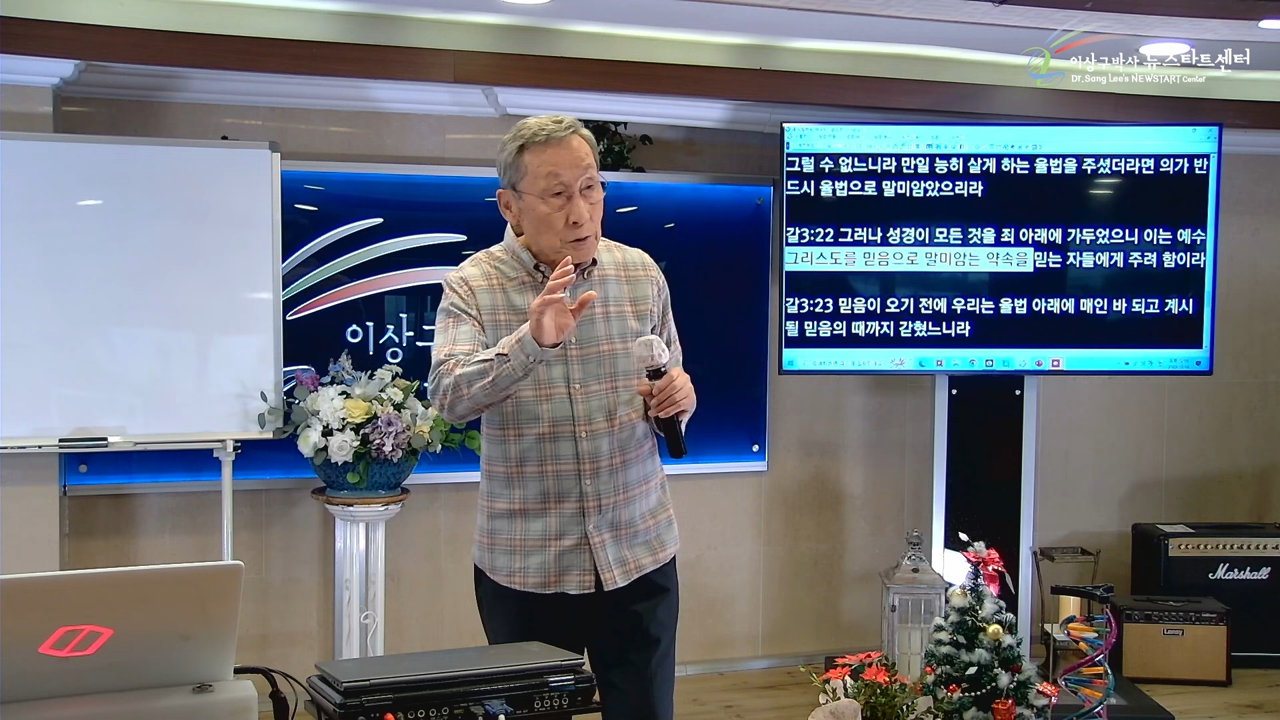 이상구박사 뉴스타트센터
Dr. Sang Lee's NEWSTART Center
그럴 수 없느니라 만일 능히 살게 하는 율법을 주셨더라면 의가 반
드시 율법으로 말미암았으리라
갈3:22 그러나 성경이 모든 것을 죄 아래에 가두었으니 이는 예수
그리스도를 믿음으로 말미암는 약속을 믿는 자들에게 주려 함이라
갈3:23 믿음이 오기 전에 우리는 율법 아래에 매인 바 되고 계시
될 믿음의 때까지 갇혔느니라
이상구
Marshall
Laney